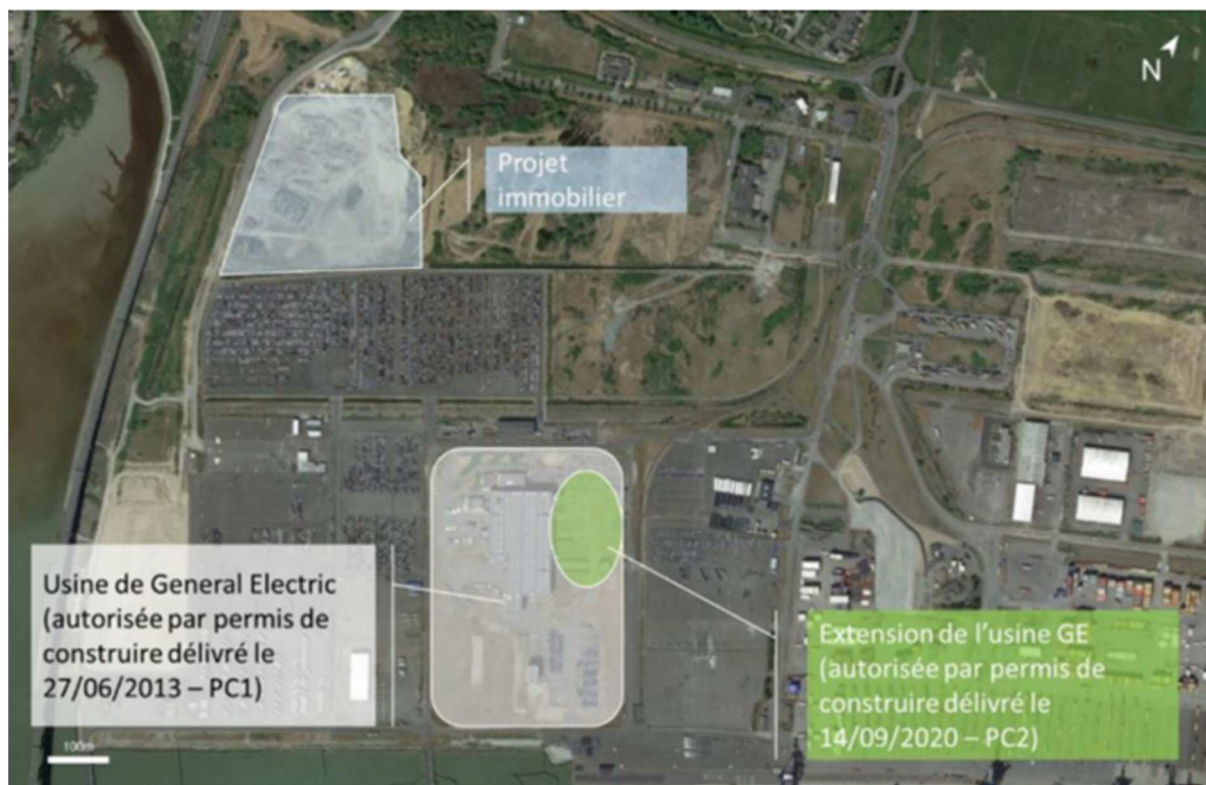 N
Projet
immobilier
Usine de General Electric
(autorisée par permis de
construire délivré le
27/06/2013 – PC1)
Extension de l'usine GE
(autorisée par permis de
construire délivré le
14/09/2020 – PC2)
100m